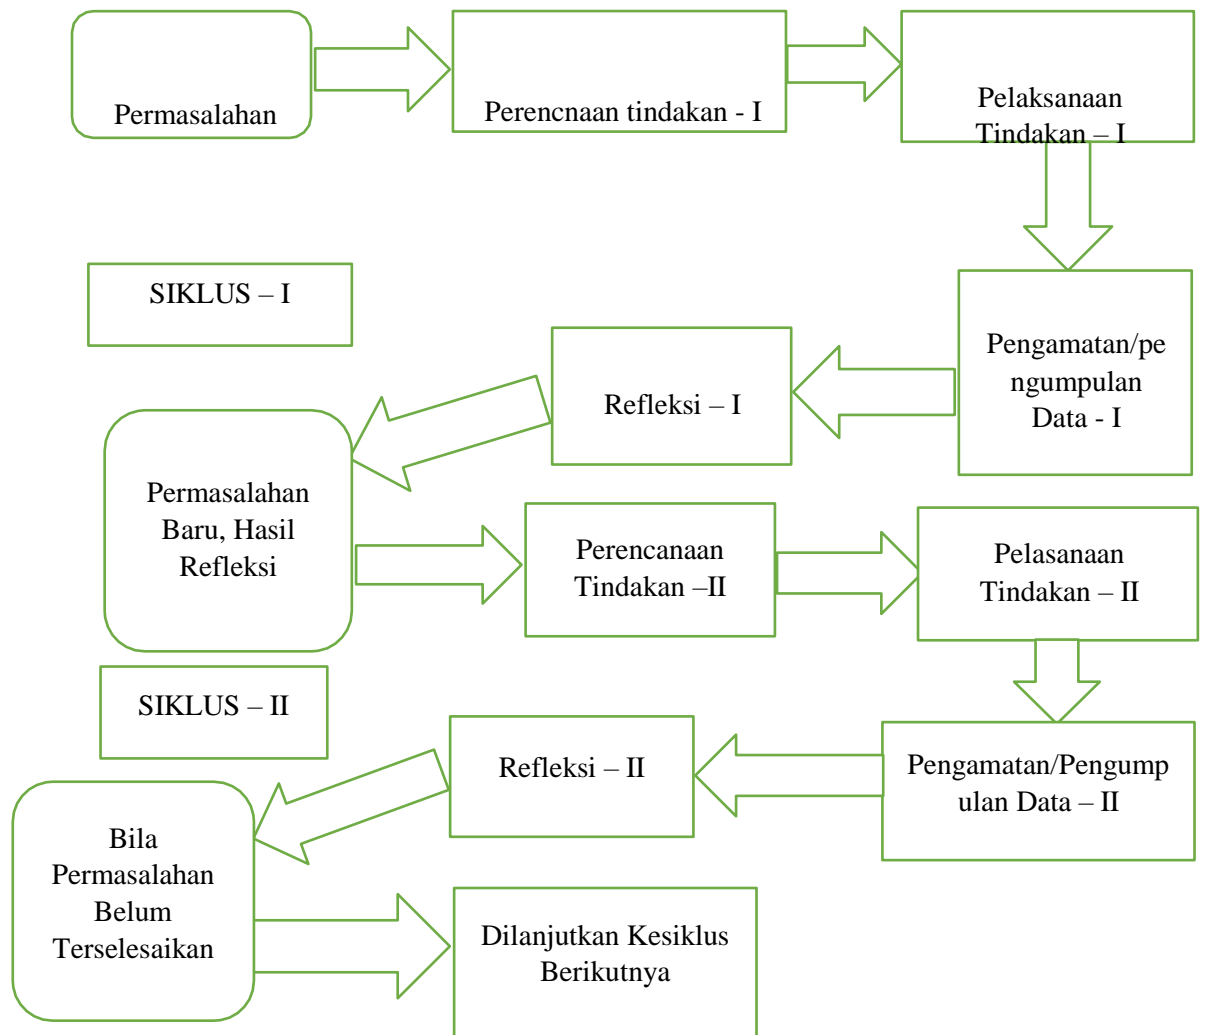 Permasalahan
Perencnaan tindakan - I
Pelaksanaan
Tindakan – I
SIKLUS – I
Pengamatan/pe
ngumpulan
Data - I
Refleksi – I
Permasalahan
Baru, Hasil
Refleksi
Perencanaan
Tindakan –II
Pelasanaan
Tindakan – II
SIKLUS – II
Pengamatan/Pengump
ulan Data – II
Refleksi – II
Bila
Permasalahan
Belum
Terselesaikan
Dilanjutkan Kesiklus
Berikutnya